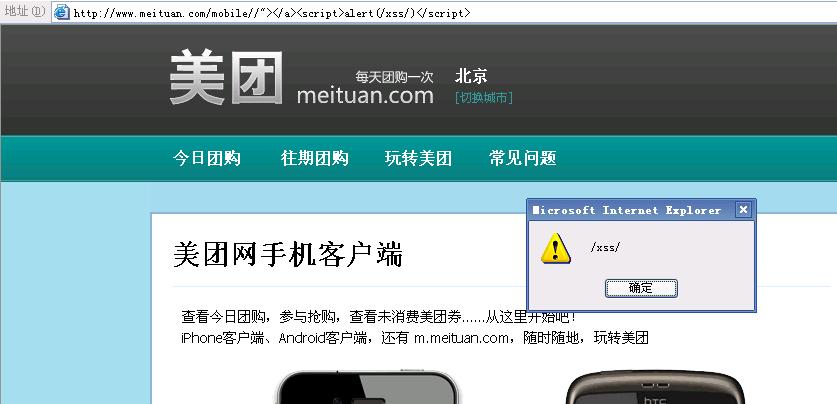 地址(D) http://www.meituan.com/mobile//"></a><script>alert(/xss/)</script>
美团 每天团购一次 北京
meituan.com [切换城市]
今日团购 往期团购 玩转美团 常见问题
Microsoft Internet Explorer
/xss/
确定
美团网手机客户端
查看今日团购，参与抢购，查看未消费美团券......从这里开始吧！
iPhone客户端、Android客户端，还有 m.meituan.com，随时随地，玩转美团
hTC